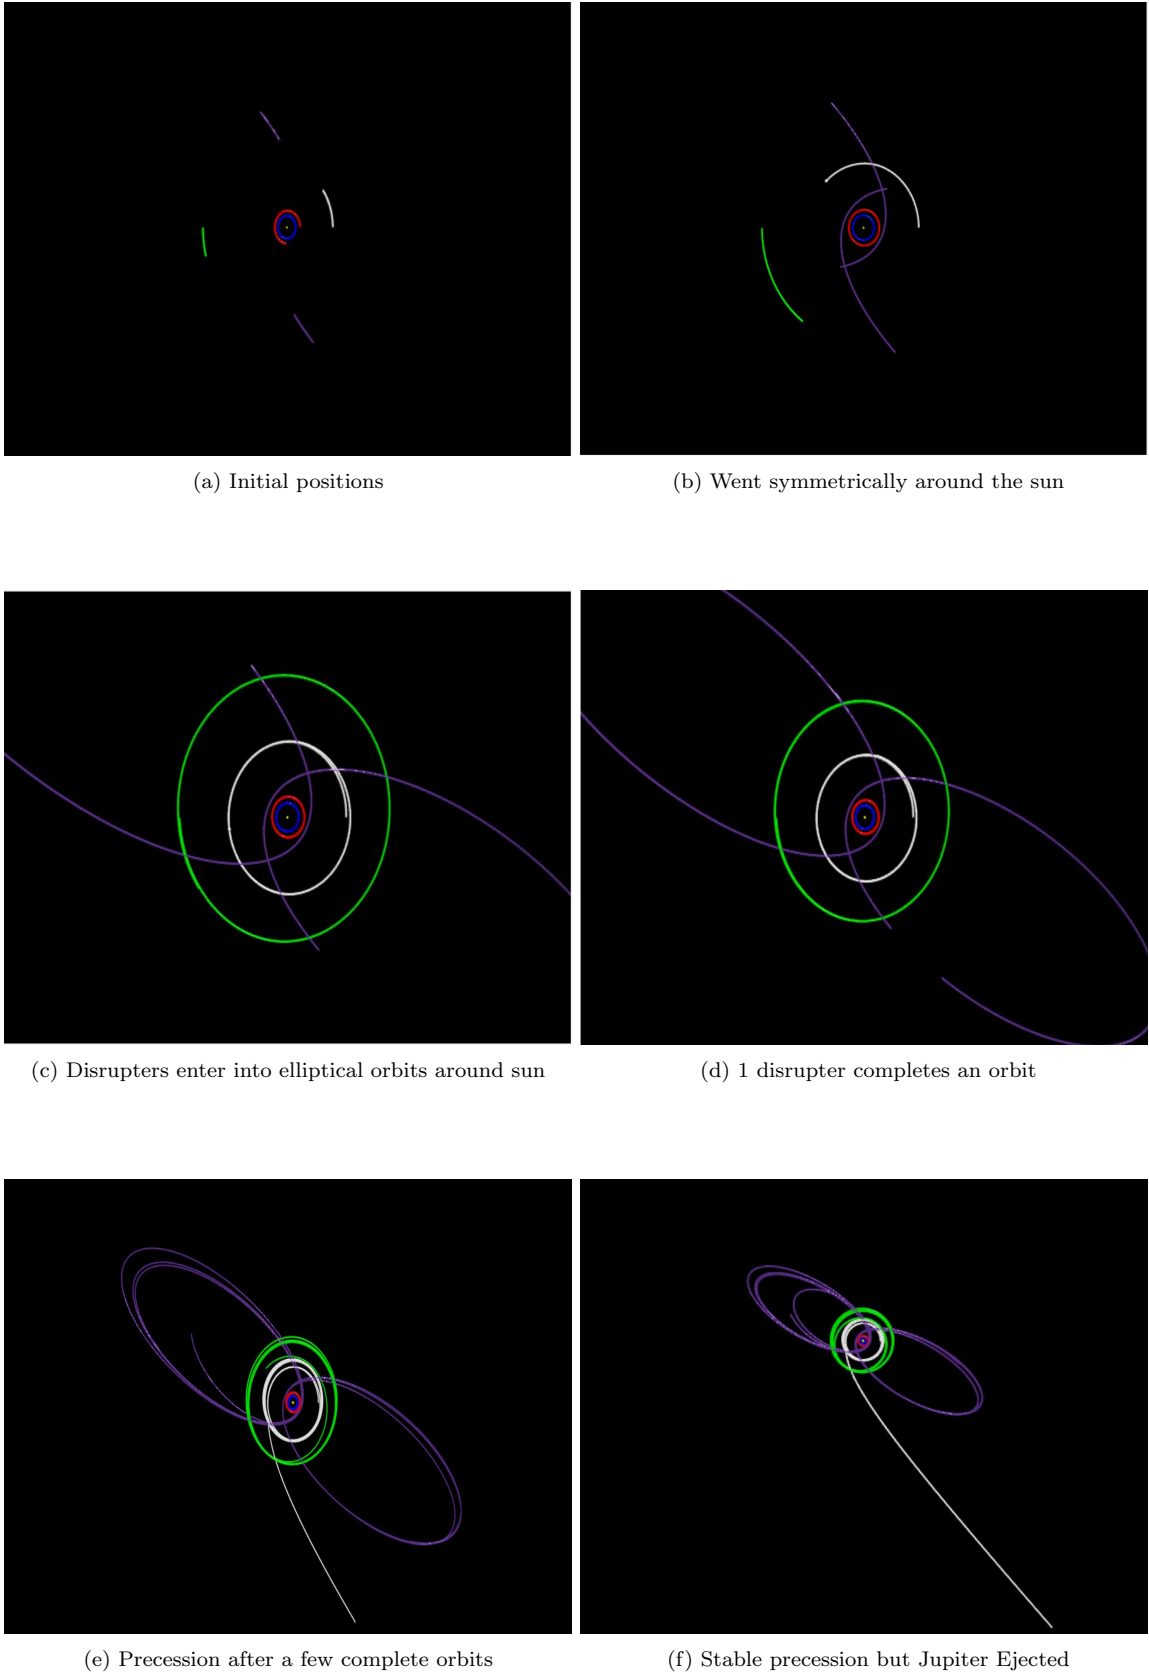 (a) Initial positions
(b) Went symmetrically around the sun
(c) Disrupters enter into elliptical orbits around sun
(d) 1 disrupter completes an orbit
(e) Precession after a few complete orbits
(f) Stable precession but Jupiter Ejected